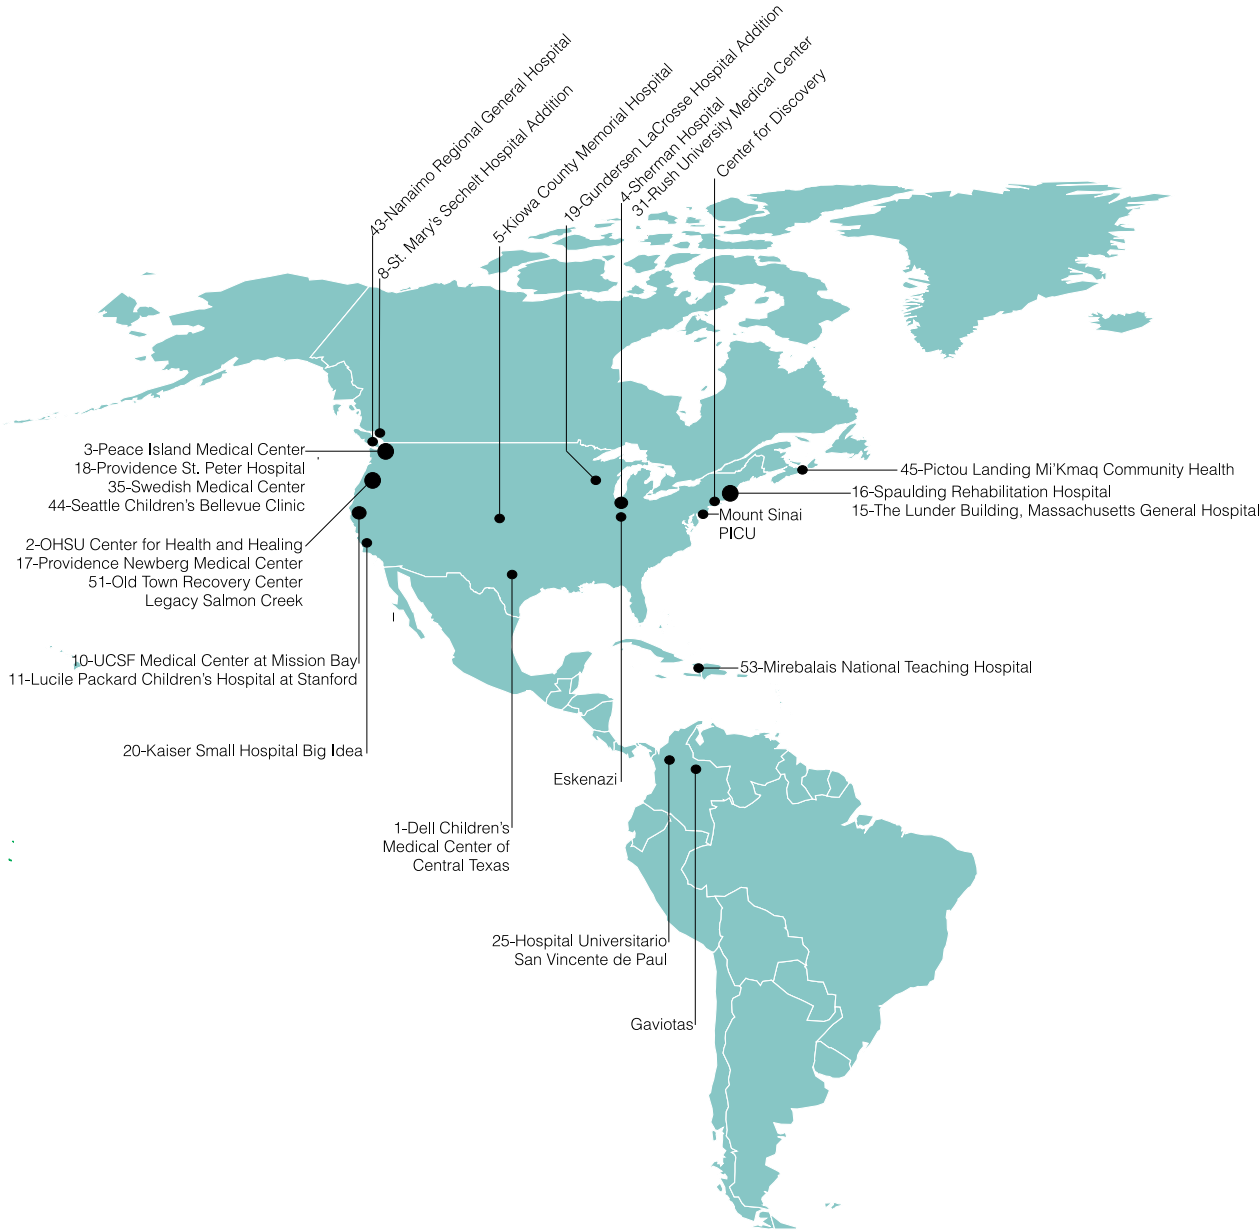 43-Nanaimo Regional General Hospital
8-St. Mary's Sechelt Hospital Addition
5-Kiowa County Memorial Hospital
19-Gundersen LaCrosse Hospital Addition
4-Sherman Hospital
31-Rush University Medical Center
Center for Discovery
3-Peace Island Medical Center
18-Providence St. Peter Hospital
35-Swedish Medical Center
44-Seattle Children's Bellevue Clinic
2-OHSU Center for Health and Healing
17-Providence Newberg Medical Center
51-Old Town Recovery Center
Legacy Salmon Creek
10-UCSF Medical Center at Mission Bay
11-Lucile Packard Children's Hospital at Stanford
20-Kaiser Small Hospital Big Idea
1-Dell Children's
Medical Center of
Central Texas
45-Pictou Landing Mi'Kmaq Community Health
16-Spaulding Rehabilitation Hospital
15-The Lunder Building, Massachusetts General Hospital
Mount Sinai
PICU
53-Mirebalais National Teaching Hospital
Eskenazi
25-Hospital Universitario
San Vincente de Paul
Gaviotas